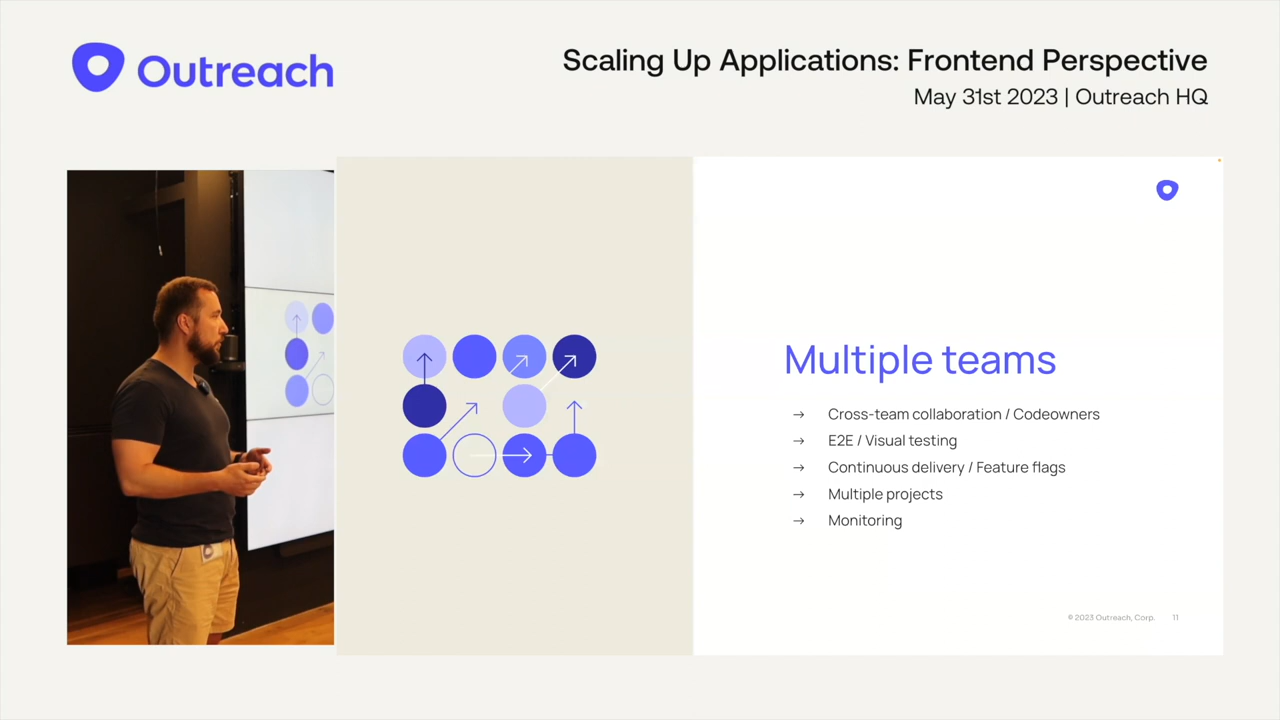 Outreach
Scaling Up Applications: Frontend Perspective
May 31st 2023 | Outreach HQ
Multiple teams
→ Cross-team collaboration / Codeowners
→ E2E / Visual testing
→ Continuous delivery / Feature flags
→ Multiple projects
→ Monitoring
© 2023 Outreach, Corp. 11